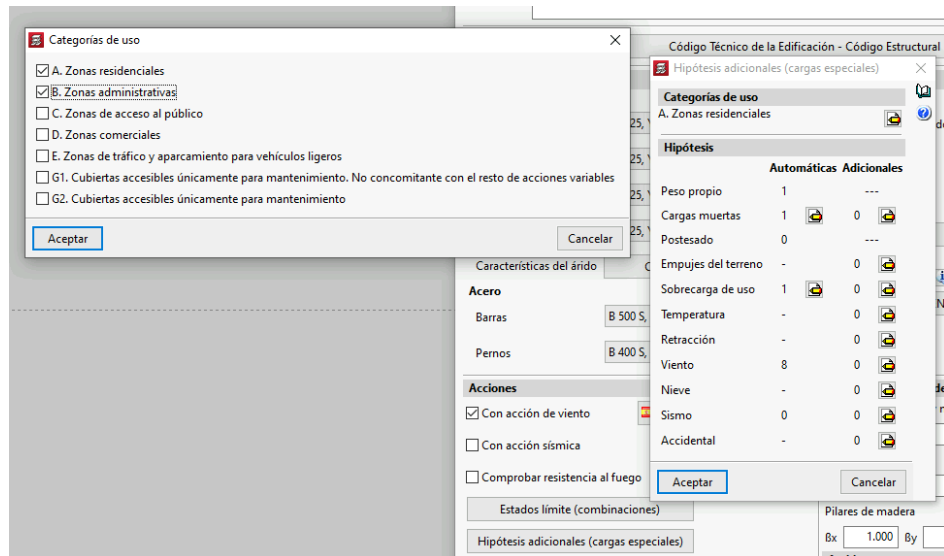 Categorías de uso
A. Zonas residenciales
B. Zonas administrativas
C. Zonas de acceso al público
D. Zonas comerciales
E. Zonas de tráfico y aparcamiento para vehículos ligeros
G1. Cubiertas accesibles únicamente para mantenimiento. No concomitante con el resto de acciones variables
G2. Cubiertas accesibles únicamente para mantenimiento
Aceptar Cancelar
Código Técnico de la Edificación - Código Estructural
Hipótesis adicionales (cargas especiales)
Categorías de uso
A. Zonas residenciales
Hipótesis
Automáticas Adicionales
Peso propio 1 ---
Cargas muertas 1 0
Postesado 0 ---
Empujes del terreno - 0
Sobrecarga de uso 1 0
Temperatura - 0
Retracción - 0
Viento 8 0
Nieve - 0
Sismo 0 0
Accidental - 0
Aceptar Cancelar
25,
25,
25,
25,
Características del árido
Acero
Barras B 500 S,
Pernos B 400 S,
Acciones
Con acción de viento
Con acción sísmica
Comprobar resistencia al fuego
Estados límite (combinaciones)
Hipótesis adicionales (cargas especiales)
Pilares de madera
βx 1.000 βy